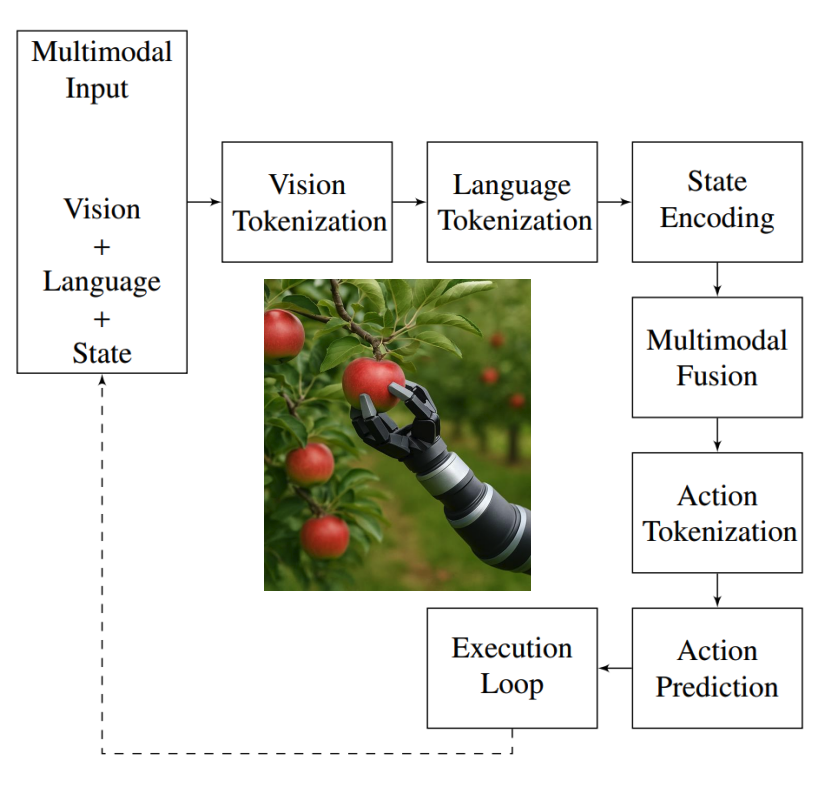 Multimodal
Input
Vision
+
Language
+
State
Vision
Tokenization
Language
Tokenization
State
Encoding
Multimodal
Fusion
Action
Tokenization
Action
Prediction
Execution
Loop